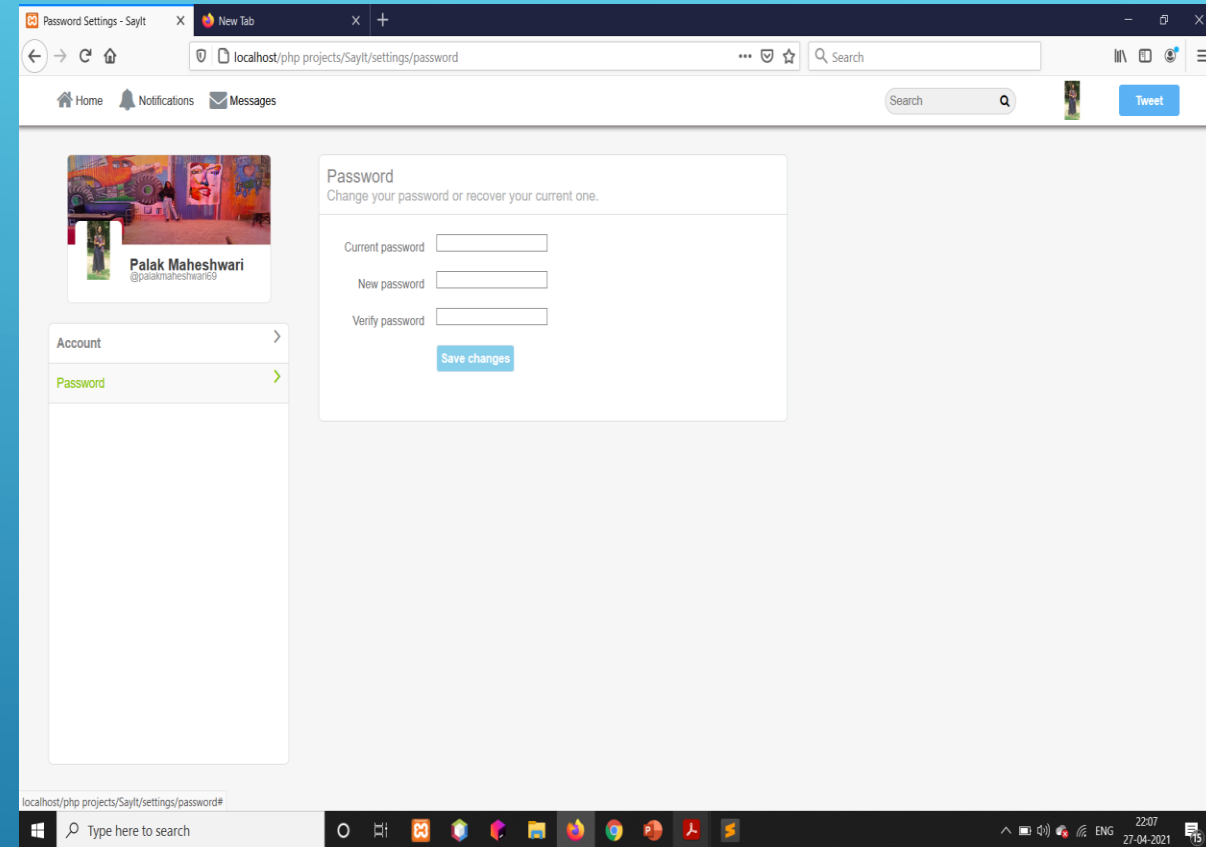 Password Settings - SayIt
New Tab
localhost/php projects/SayIt/settings/password
Search
Home Notifications Messages
Search
Tweet
Palak Maheshwari
@palakmaheshwari69
Account
Password
Password
Change your password or recover your current one.
Current password
New password
Verify password
Save changes
localhost/php projects/SayIt/settings/password#
Type here to search
ENG
22:07
27-04-2021
15